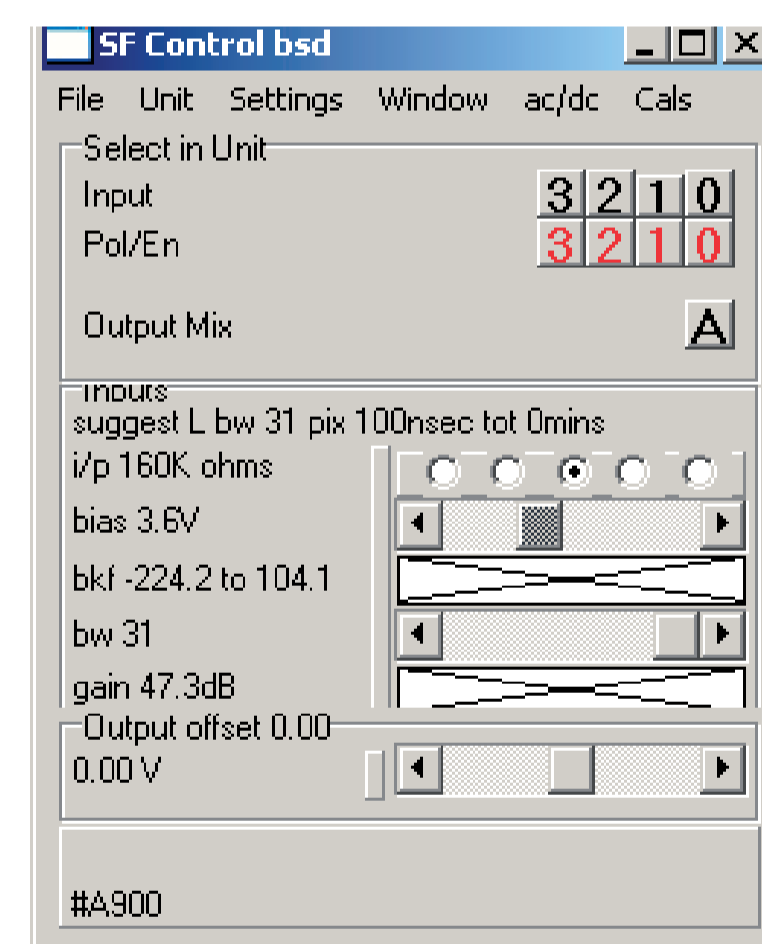 SF Control bsd
File Unit Settings Window ac/dc Cals
Select in Unit
Input 3 2 1 0
Pol/En 3 2 1 0
Output Mix A
Inputs
suggest L bw 31 pix 100nsec tot 0mins
i/p 160K ohms
bias 3.6V
bkf -224.2 to 104.1
bw 31
gain 47.3dB
Output offset 0.00
0.00 V
#A900